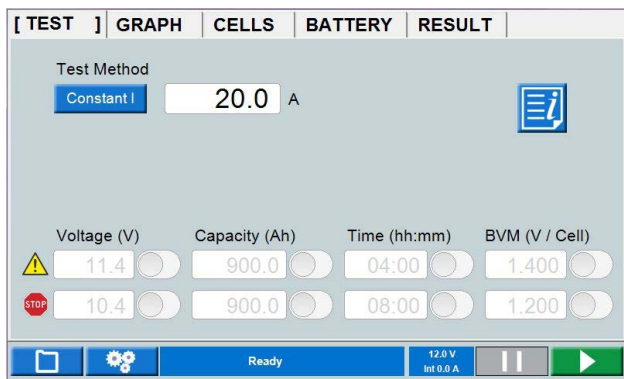 [ TEST ] GRAPH CELLS BATTERY RESULT
Test Method
Constant I 20.0 A
Voltage (V) Capacity (Ah) Time (hh:mm) BVM (V / Cell)
11.4 900.0 04:00 1.400
STOP 10.4 900.0 08:00 1.200
Ready 12.0 V
Int 0.0 A